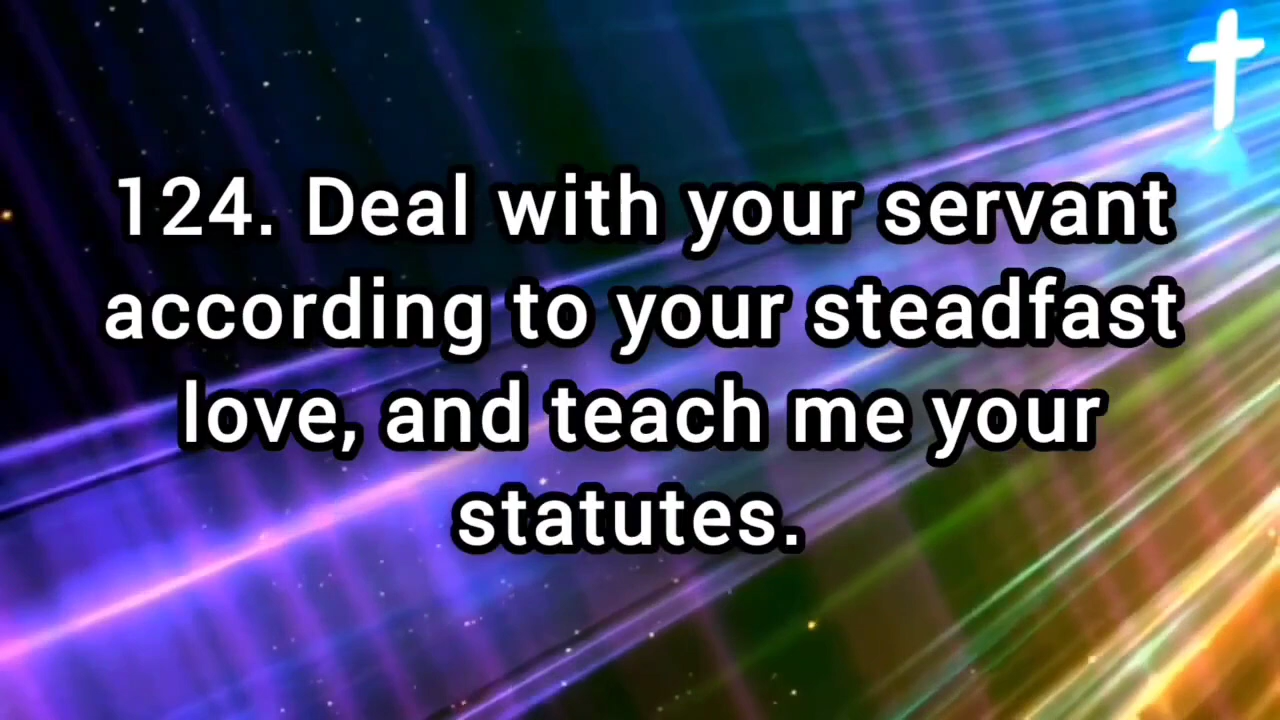 124. Deal with your servant
according to your steadfast
love, and teach me your
statutes.